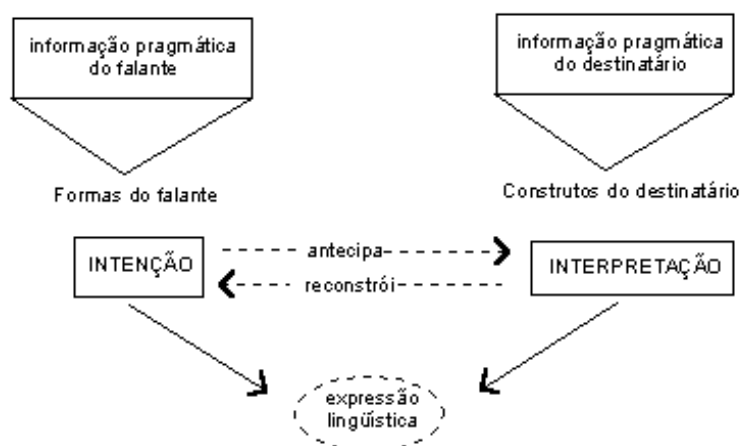 informação pragmática
do falante
informação pragmática
do destinatário
Formas do falante
Construtos do destinatário
INTENÇÃO
antecipa
reconstrói
INTERPRETAÇÃO
expressão
lingüística